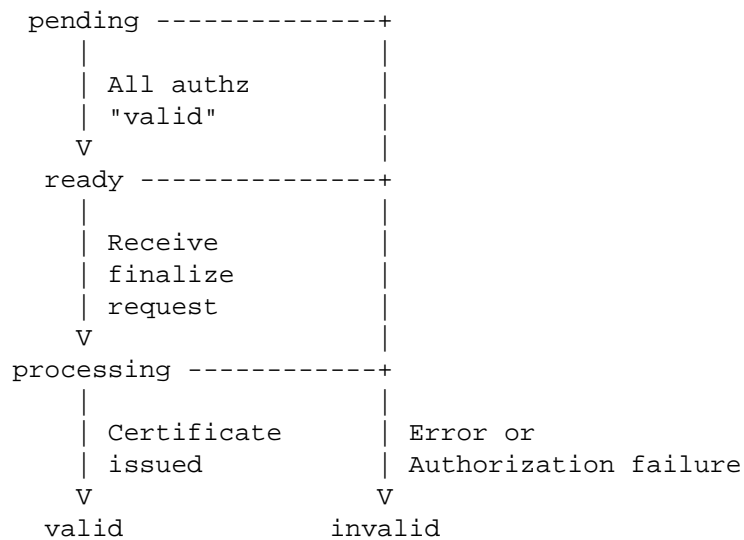 pending --------------+
| |
| All authz |
| "valid" |
V |
ready ---------------+
| |
| Receive |
| finalize |
| request |
V |
processing ------------+
| |
| Certificate | Error or
| issued | Authorization failure
V V
valid invalid